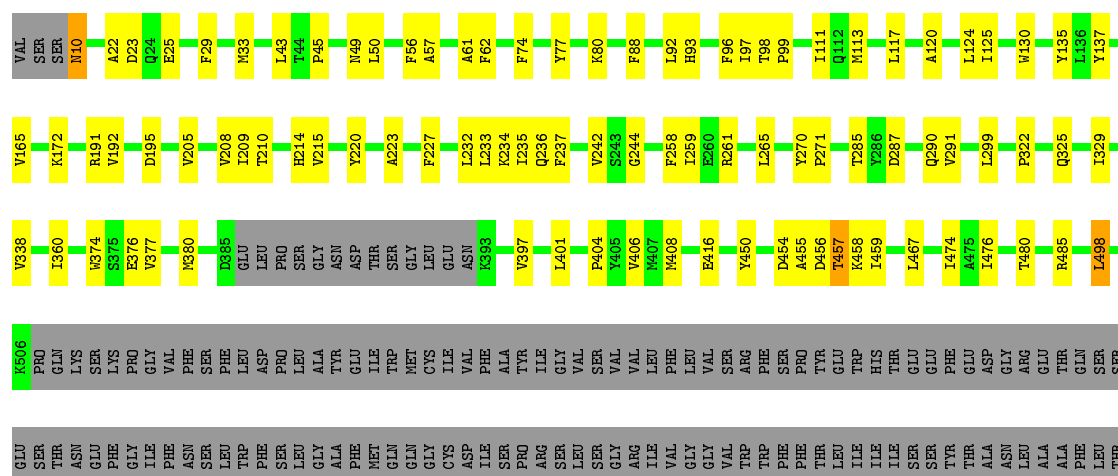 VAL SER SER N10 A22 D23 Q24 E25 F29 M33 L43 T44 P45 N49 L50 F56 A57 A61 F62 F74 Y77 K80 F88 L92 H93 F96 I97 T98 P99 I111 Q112 M113 L117 A120 L124 I125 W130 Y135 L136 Y137
V165 K172 R191 V192 D195 V205 V208 I209 T210 H214 V215 Y220 A223 F227 L232 L233 K234 I235 Q236 F237 V242 S243 G244 F258 I259 E260 R261 L265 Y270 P271 T285 Y286 D287 Q290 V291 L299 P322 Q325 I329
V338 I360 W374 S375 E376 V377 M380 D385 GLU LEU PRO SER GLY ASN ASP THR SER GLY LEU GLU ASN K393 V397 L401 P404 Y405 V406 M407 M408 E416 Y450 D454 A455 D456 T457 K458 I459 L467 I474 A475 I476 T480 R485 L498
K506 PRO GLN LYS SER LYS PRO GLY VAL PHE SER PHE LEU ASP PRO LEU ALA TYR GLU ILE TRP MET CYS ILE VAL PHE ALA TYR ILE GLY VAL SER VAL VAL LEU PHE LEU VAL SER ARG PHE SER PRO TYR GLU TRP HIS THR GLU GLU PHE GLU ASP GLY ARG GLU THR GLN SER SER
GLU SER THR ASN GLU PHE GLY ILE PHE ASN SER LEU TRP PHE SER LEU GLY ALA PHE MET GLN GLN GLY CYS ASP ILE SER PRO ARG SER LEU SER GLY ARG ILE VAL GLY GLY VAL TRP TRP PHE PHE THR LEU ILE ILE ILE SER SER TYR THR ALA ASN LEU ALA ALA PHE LEU